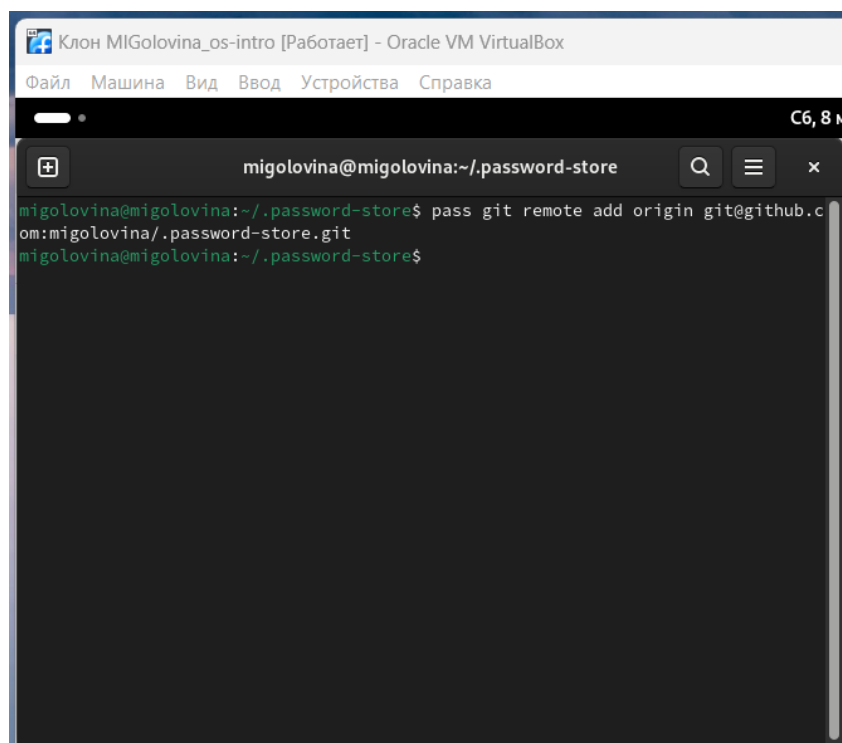 Клон MIGolovina_os-intro [Работает] - Oracle VM VirtualBox
Файл Машина Вид Ввод Устройства Справка
Сб, 8
migolovina@migolovina:~/.password-store
migolovina@migolovina:~/.password-store$ pass git remote add origin git@github.c
om:migolovina/.password-store.git
migolovina@migolovina:~/.password-store$